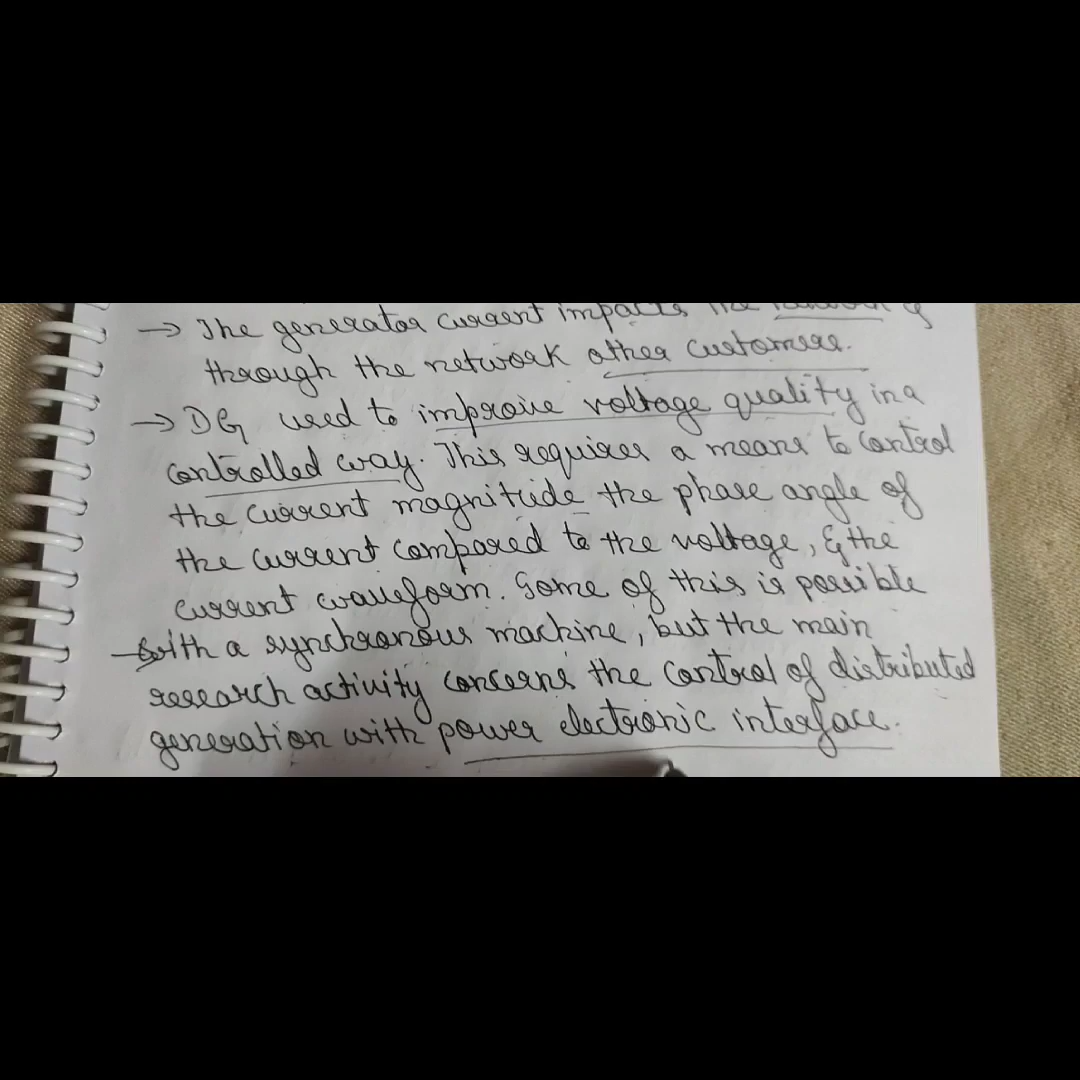 → The generator current impacts the network &
through the network other customers.
→ DG used to improve voltage quality in a
controlled way. This requires a means to control
the current magnitude the phase angle of
the current compared to the voltage, & the
current waveform. Some of this is possible
with a synchronous machine, but the main
research activity concerns the control of distributed
generation with power electronic interface.